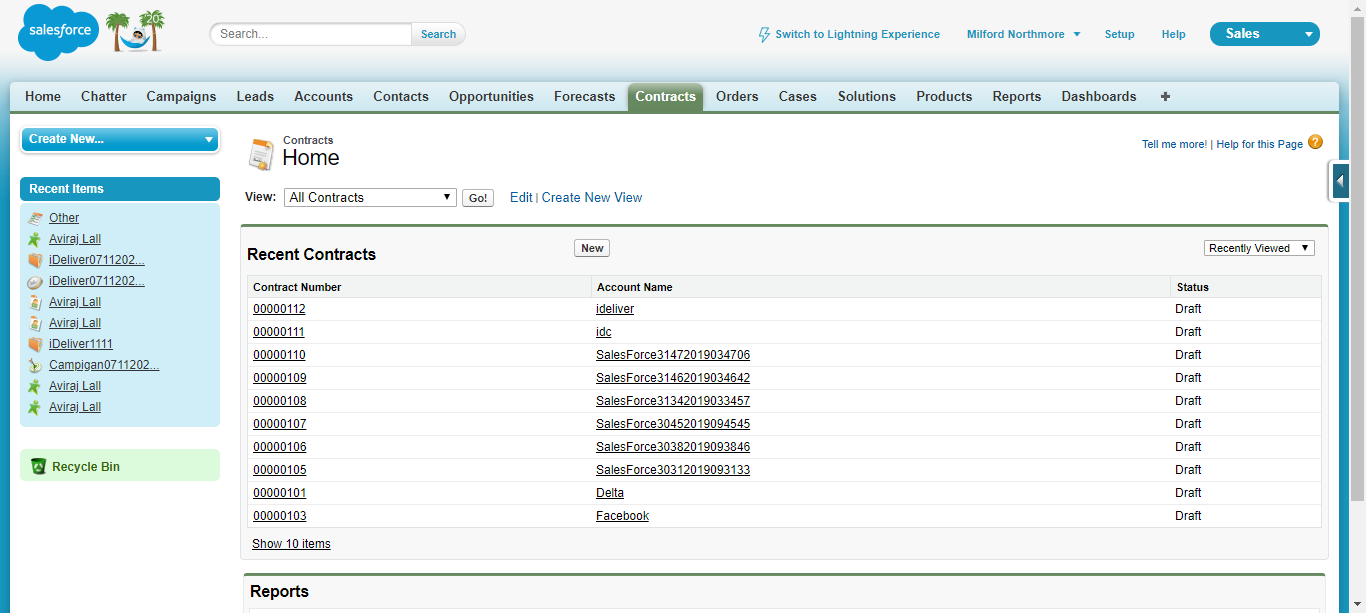 salesforce
20
Search...
Search
Switch to Lightning Experience
Milford Northmore
Setup
Help
Sales
Home Chatter Campaigns Leads Accounts Contacts Opportunities Forecasts Contracts Orders Cases Solutions Products Reports Dashboards +
Create New...
Recent Items
Other
Aviraj Lall
iDeliver0711202...
iDeliver0711202...
Aviraj Lall
Aviraj Lall
iDeliver1111
Campigan0711202...
Aviraj Lall
Aviraj Lall
Recycle Bin
Contracts
Home
Tell me more! | Help for this Page ?
View: All Contracts Go! Edit | Create New View
Recent Contracts New Recently Viewed
Contract Number Account Name Status
00000112 ideliver Draft
00000111 idc Draft
00000110 SalesForce31472019034706 Draft
00000109 SalesForce31462019034642 Draft
00000108 SalesForce31342019033457 Draft
00000107 SalesForce30452019094545 Draft
00000106 SalesForce30382019093846 Draft
00000105 SalesForce30312019093133 Draft
00000101 Delta Draft
00000103 Facebook Draft
Show 10 items
Reports